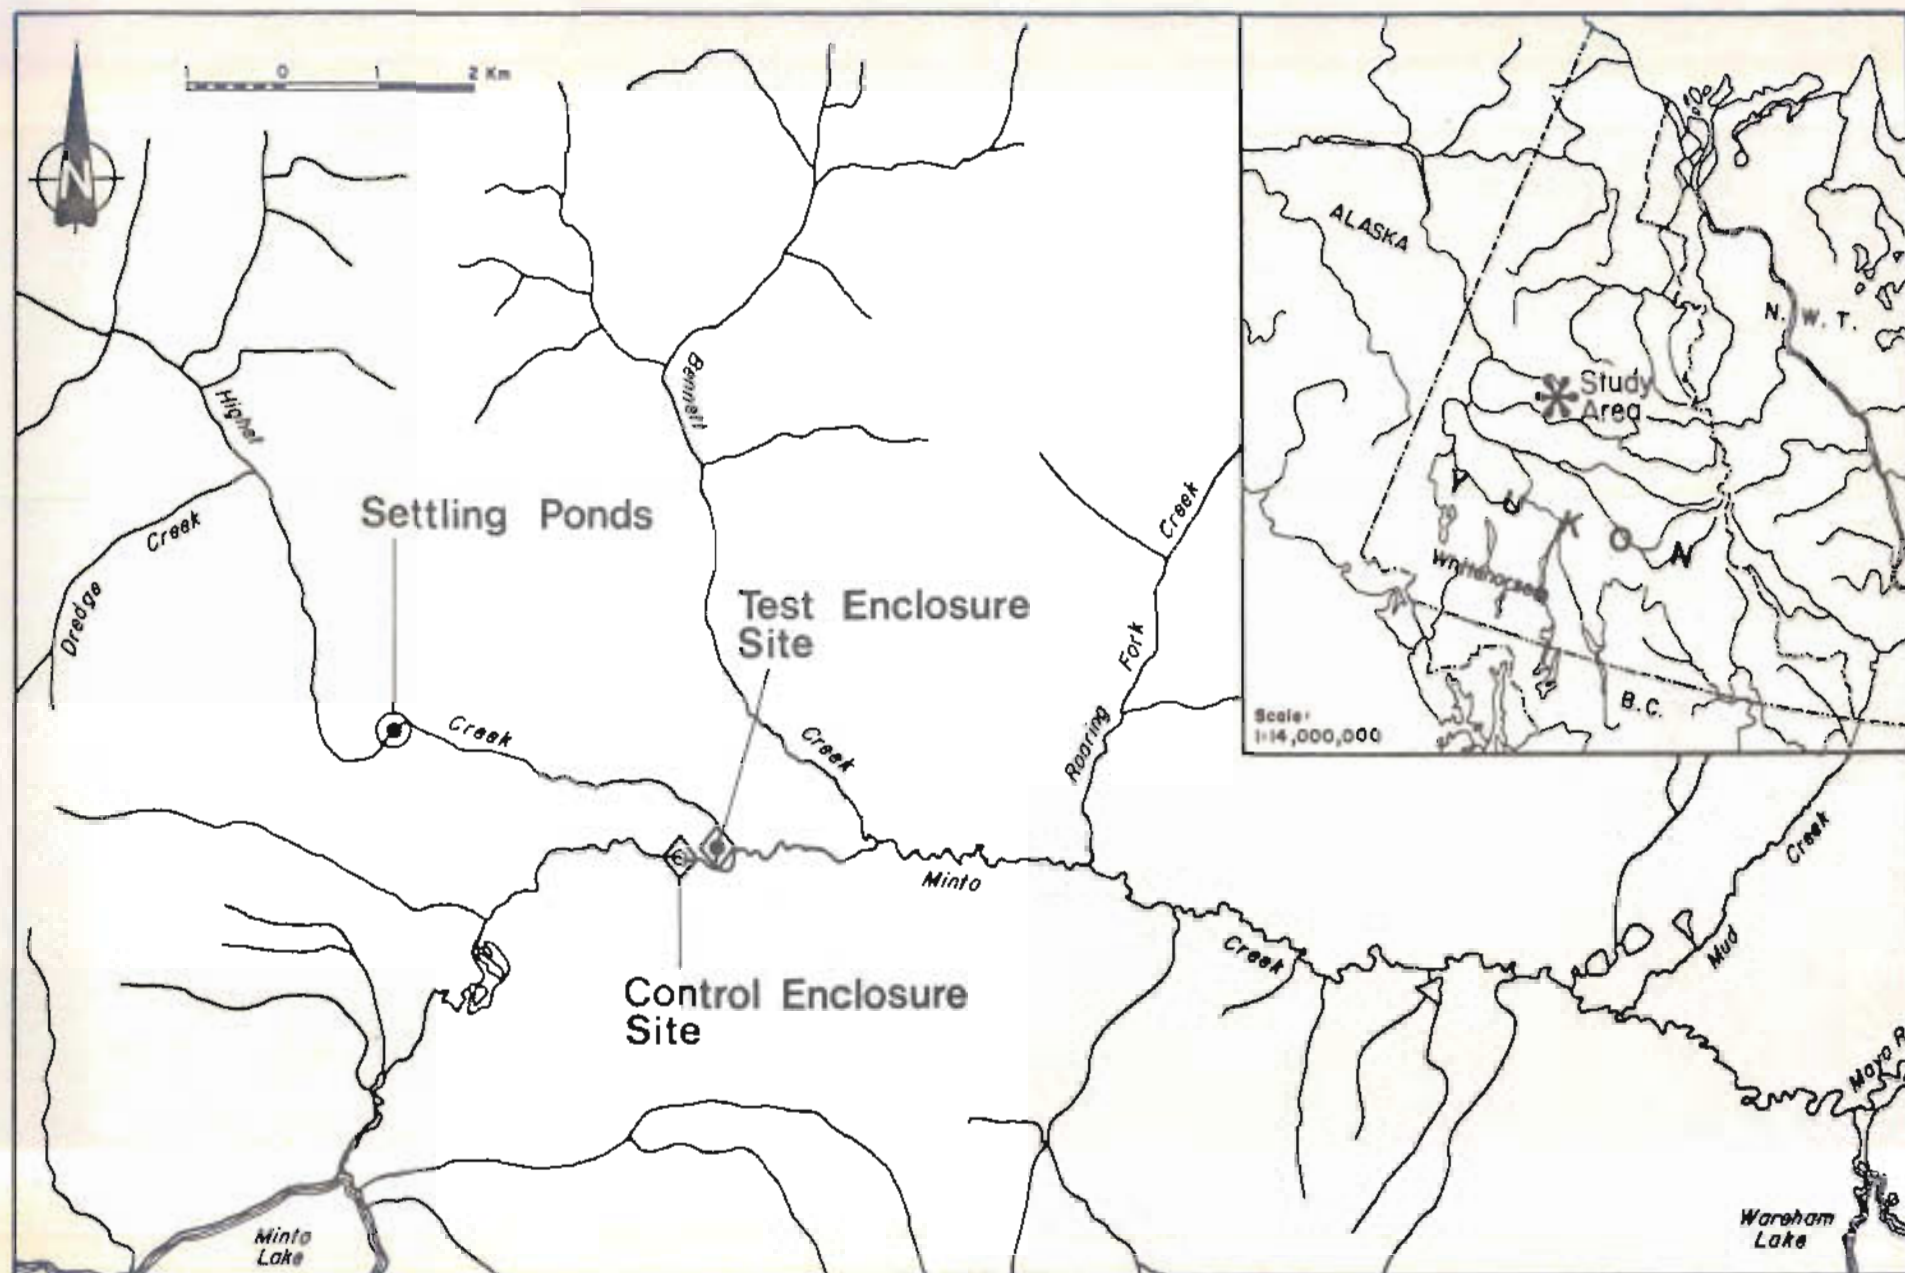 1 0 1 2 Km
N
ALASKA
N. W. T.
Study
Area
Y U K O N
Whitehorse
B.C.
Scale:
1:14,000,000
Highet
Bennett
Settling Ponds
Creek
Dredge
Test Enclosure
Site
Creek
Fork
Roaring
Creek
Creek
Minto
Creek
Creek
Mud
Control Enclosure
Site
Mayo R
Minto
Lake
Wareham
Lake